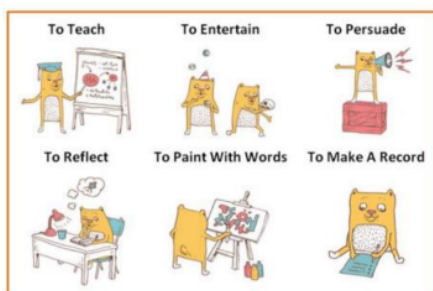 To Teach
To Entertain
To Persuade
To Reflect
To Paint With Words
To Make A Record